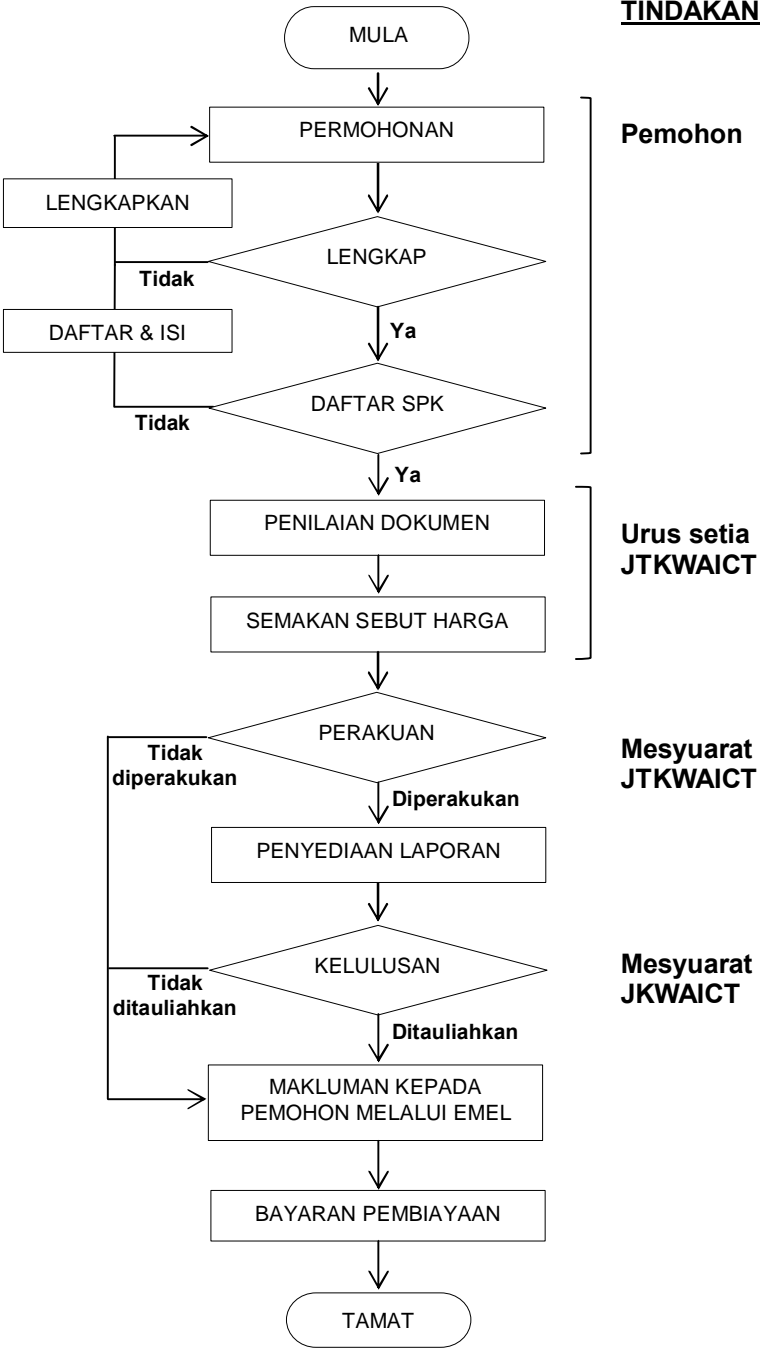 TINDAKAN
MULA
PERMOHONAN
Pemohon
LENGKAPKAN
LENGKAP
Tidak
Ya
DAFTAR & ISI
DAFTAR SPK
Tidak
Ya
PENILAIAN DOKUMEN
Urus setia
JTKWAICT
SEMAKAN SEBUT HARGA
PERAKUAN
Mesyuarat
JTKWAICT
Tidak
diperakukan
Diperakukan
PENYEDIAAN LAPORAN
KELULUSAN
Mesyuarat
JKWAICT
Tidak
ditauliahkan
Ditauliahkan
MAKLUMAN KEPADA
PEMOHON MELALUI EMEL
BAYARAN PEMBIAYAAN
TAMAT